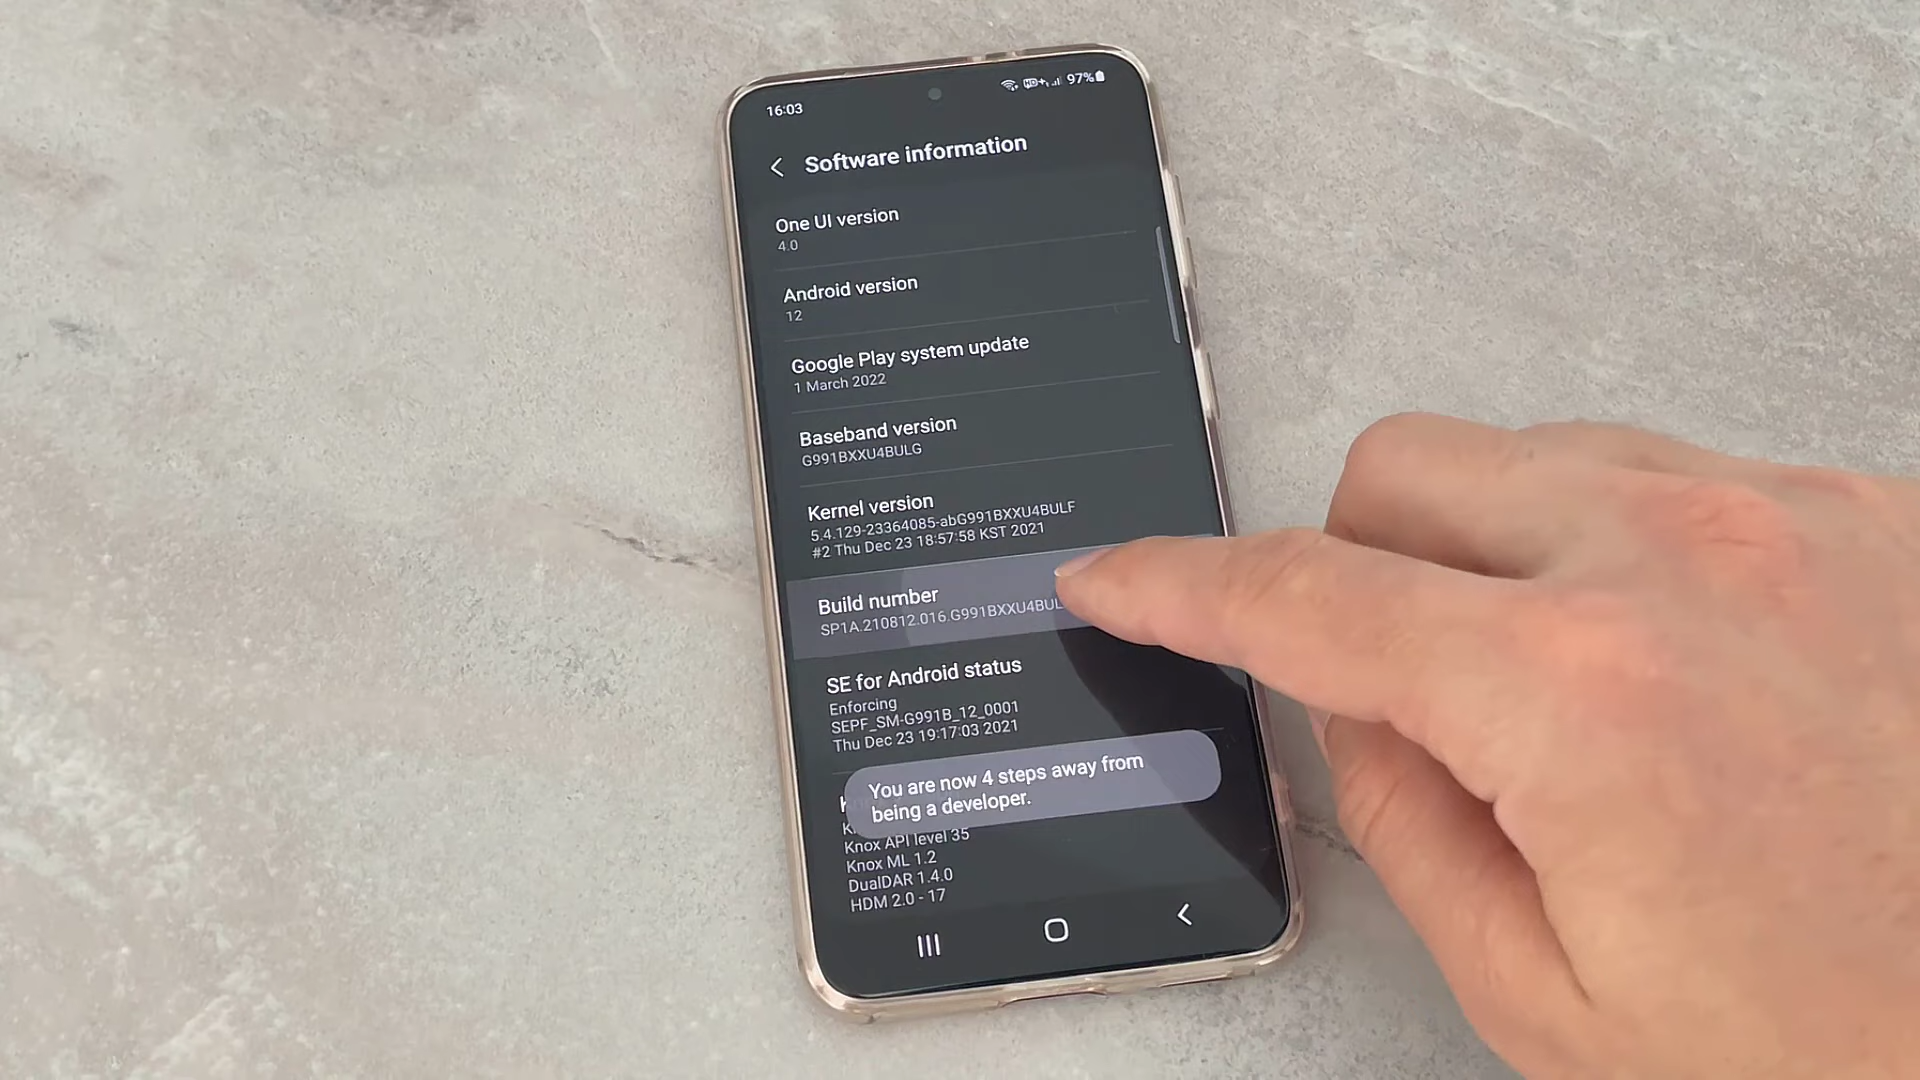 16:03
97%
Software information
One UI version
4.0
Android version
12
Google Play system update
1 March 2022
Baseband version
G991BXXU4BULG
Kernel version
5.4.129-23364085-abG991BXXU4BULF
#2 Thu Dec 23 18:57:58 KST 2021
Build number
SP1A.210812.016.G991BXXU4BUL
SE for Android status
Enforcing
SEPF_SM-G991B_12_0001
Thu Dec 23 19:17:03 2021
You are now 4 steps away from
being a developer.
Knox API level 35
Knox ML 1.2
DualDAR 1.4.0
HDM 2.0 - 17